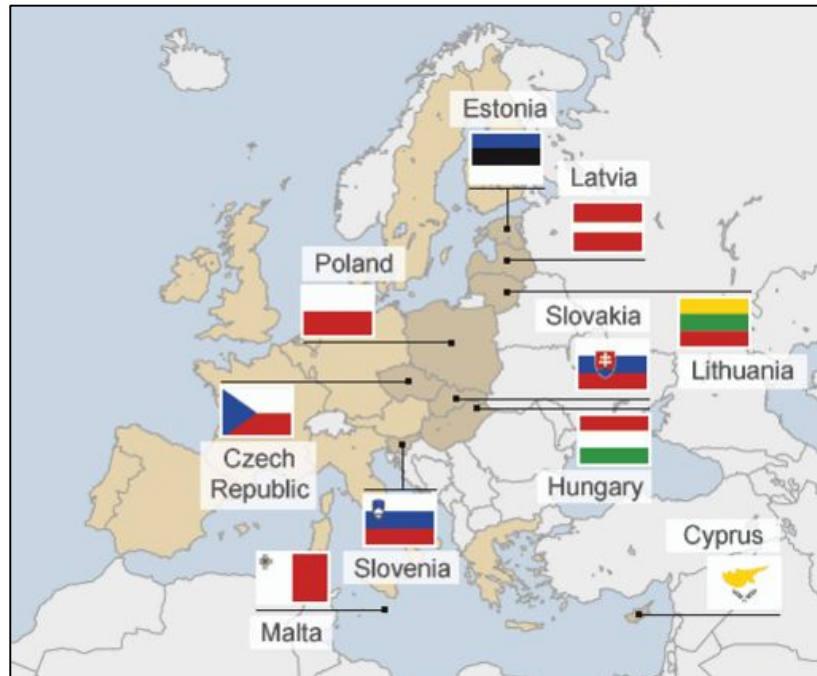 Estonia
Latvia
Poland
Slovakia
Lithuania
Czech
Republic
Hungary
Cyprus
Slovenia
Malta